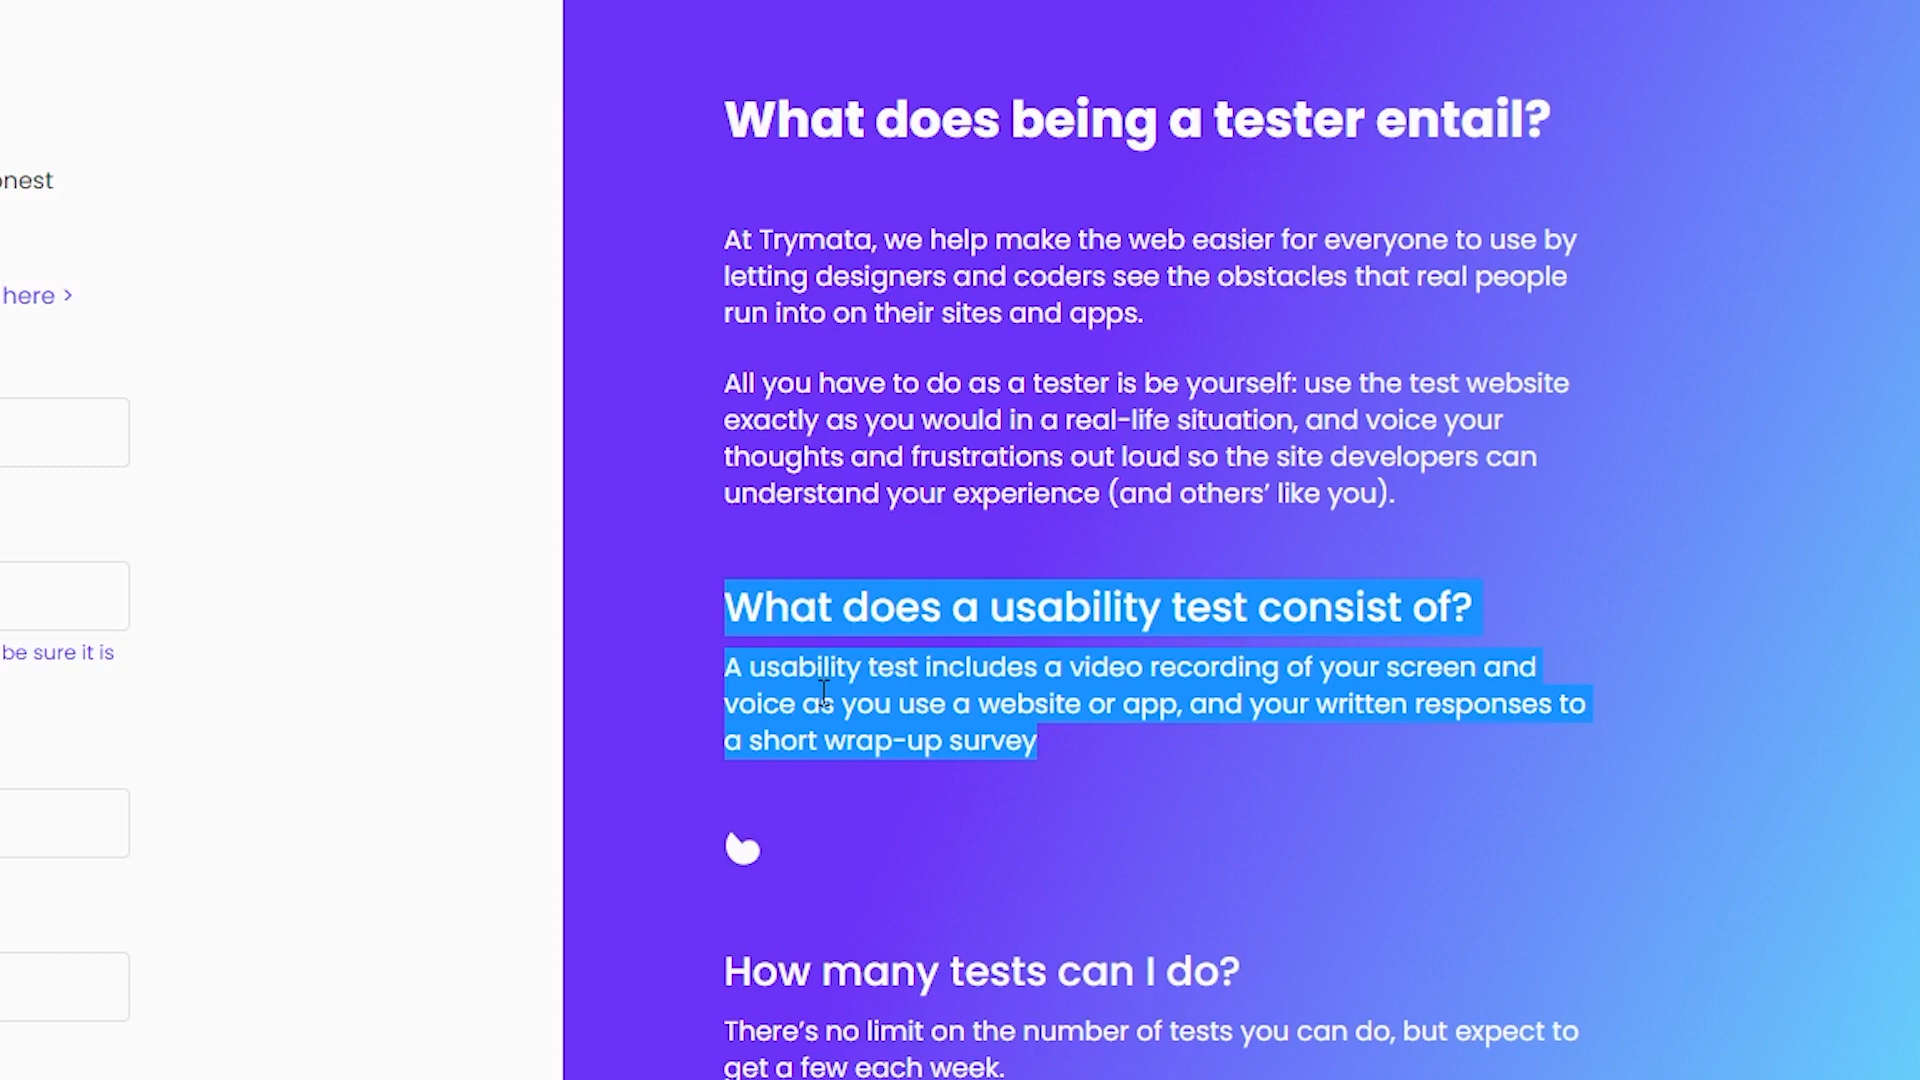 onest
here >
be sure it is
What does being a tester entail?
At Trymata, we help make the web easier for everyone to use by
letting designers and coders see the obstacles that real people
run into on their sites and apps.
All you have to do as a tester is be yourself: use the test website
exactly as you would in a real-life situation, and voice your
thoughts and frustrations out loud so the site developers can
understand your experience (and others’ like you).
What does a usability test consist of?
A usability test includes a video recording of your screen and
voice as you use a website or app, and your written responses to
a short wrap-up survey
How many tests can I do?
There’s no limit on the number of tests you can do, but expect to
get a few each week.